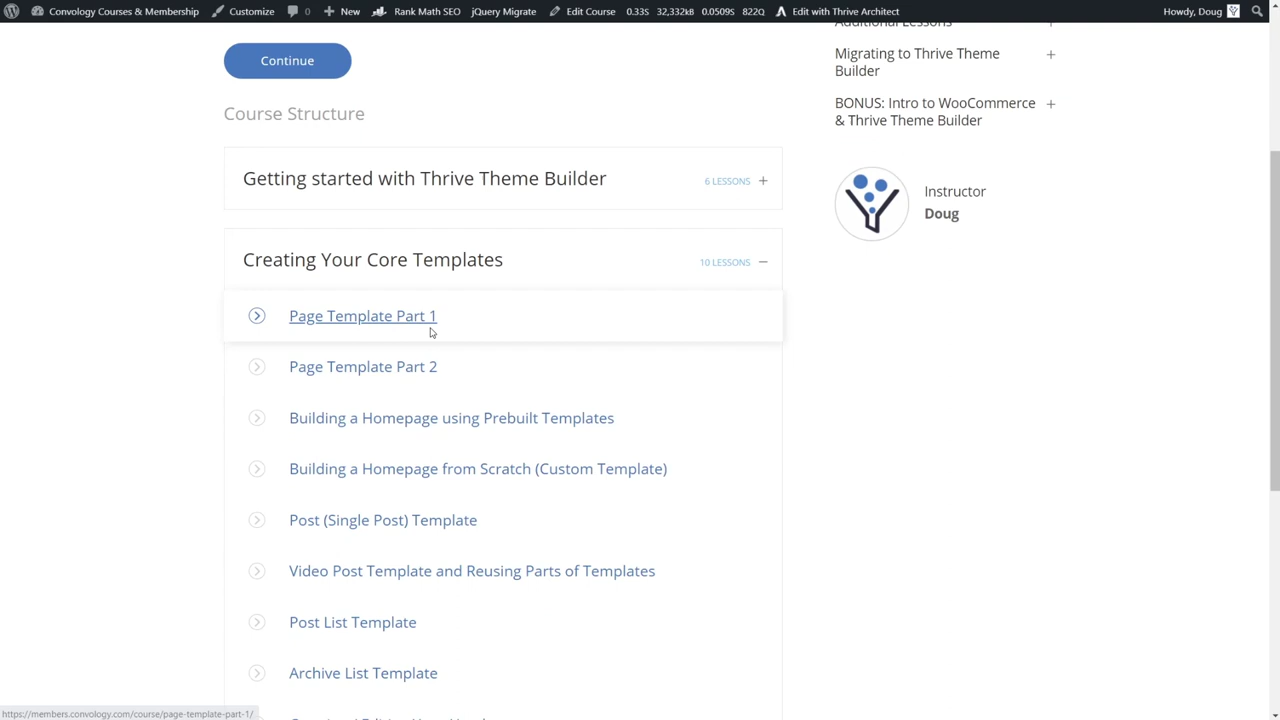 Convology Courses & Membership Customize 0 New Rank Math SEO jQuery Migrate Edit Course 0.33S 32,332kB 0.0509S 822Q Edit with Thrive Architect Howdy, Doug
Continue
Course Structure
Getting started with Thrive Theme Builder 6 LESSONS
Creating Your Core Templates 10 LESSONS
Page Template Part 1
Page Template Part 2
Building a Homepage using Prebuilt Templates
Building a Homepage from Scratch (Custom Template)
Post (Single Post) Template
Video Post Template and Reusing Parts of Templates
Post List Template
Archive List Template
https://members.convology.com/course/page-template-part-1/
Additional Lessons
Migrating to Thrive Theme
Builder
BONUS: Intro to WooCommerce
& Thrive Theme Builder
Instructor
Doug